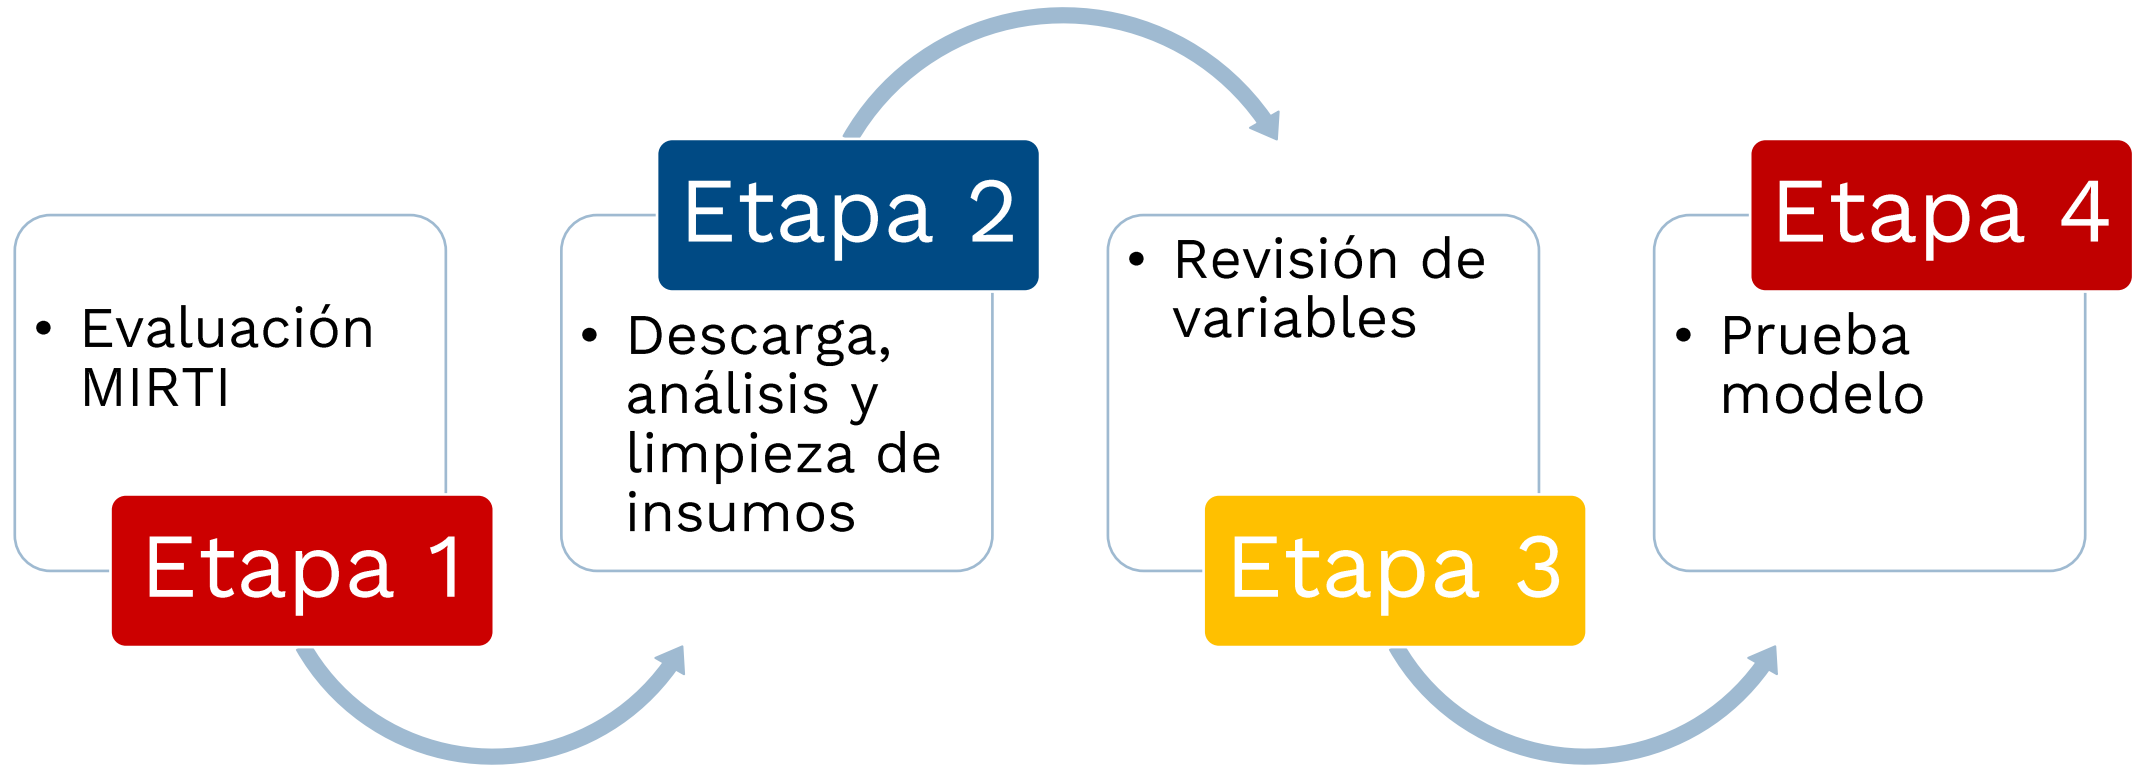 • Evaluación
MIRTI
Etapa 1
Etapa 2
• Descarga,
análisis y
limpieza de
insumos
• Revisión de
variables
Etapa 3
Etapa 4
• Prueba
modelo